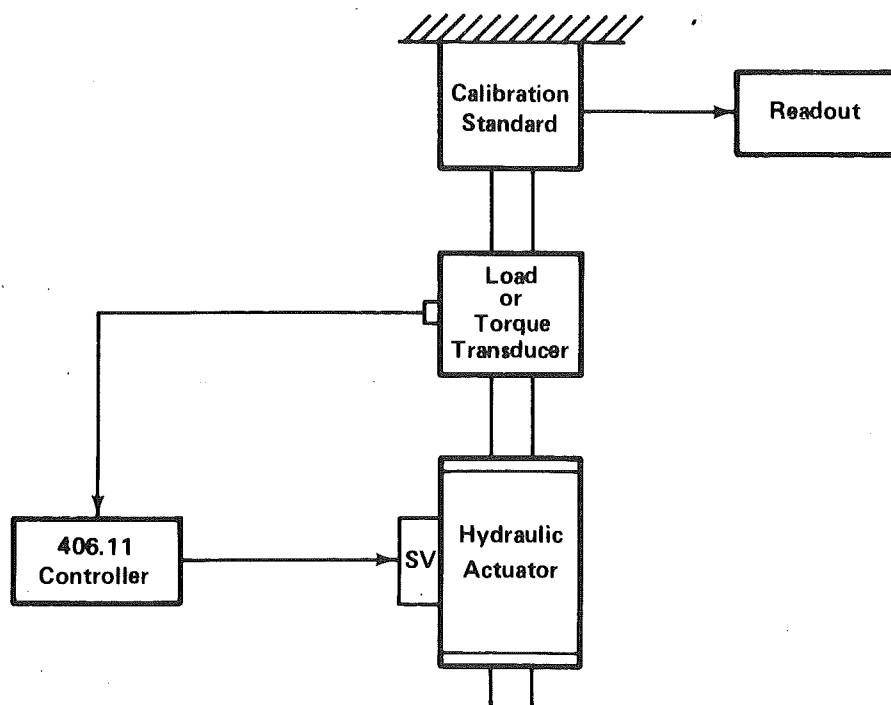 Calibration
Standard
Readout
Load
or
Torque
Transducer
406.11
Controller
SV
Hydraulic
Actuator